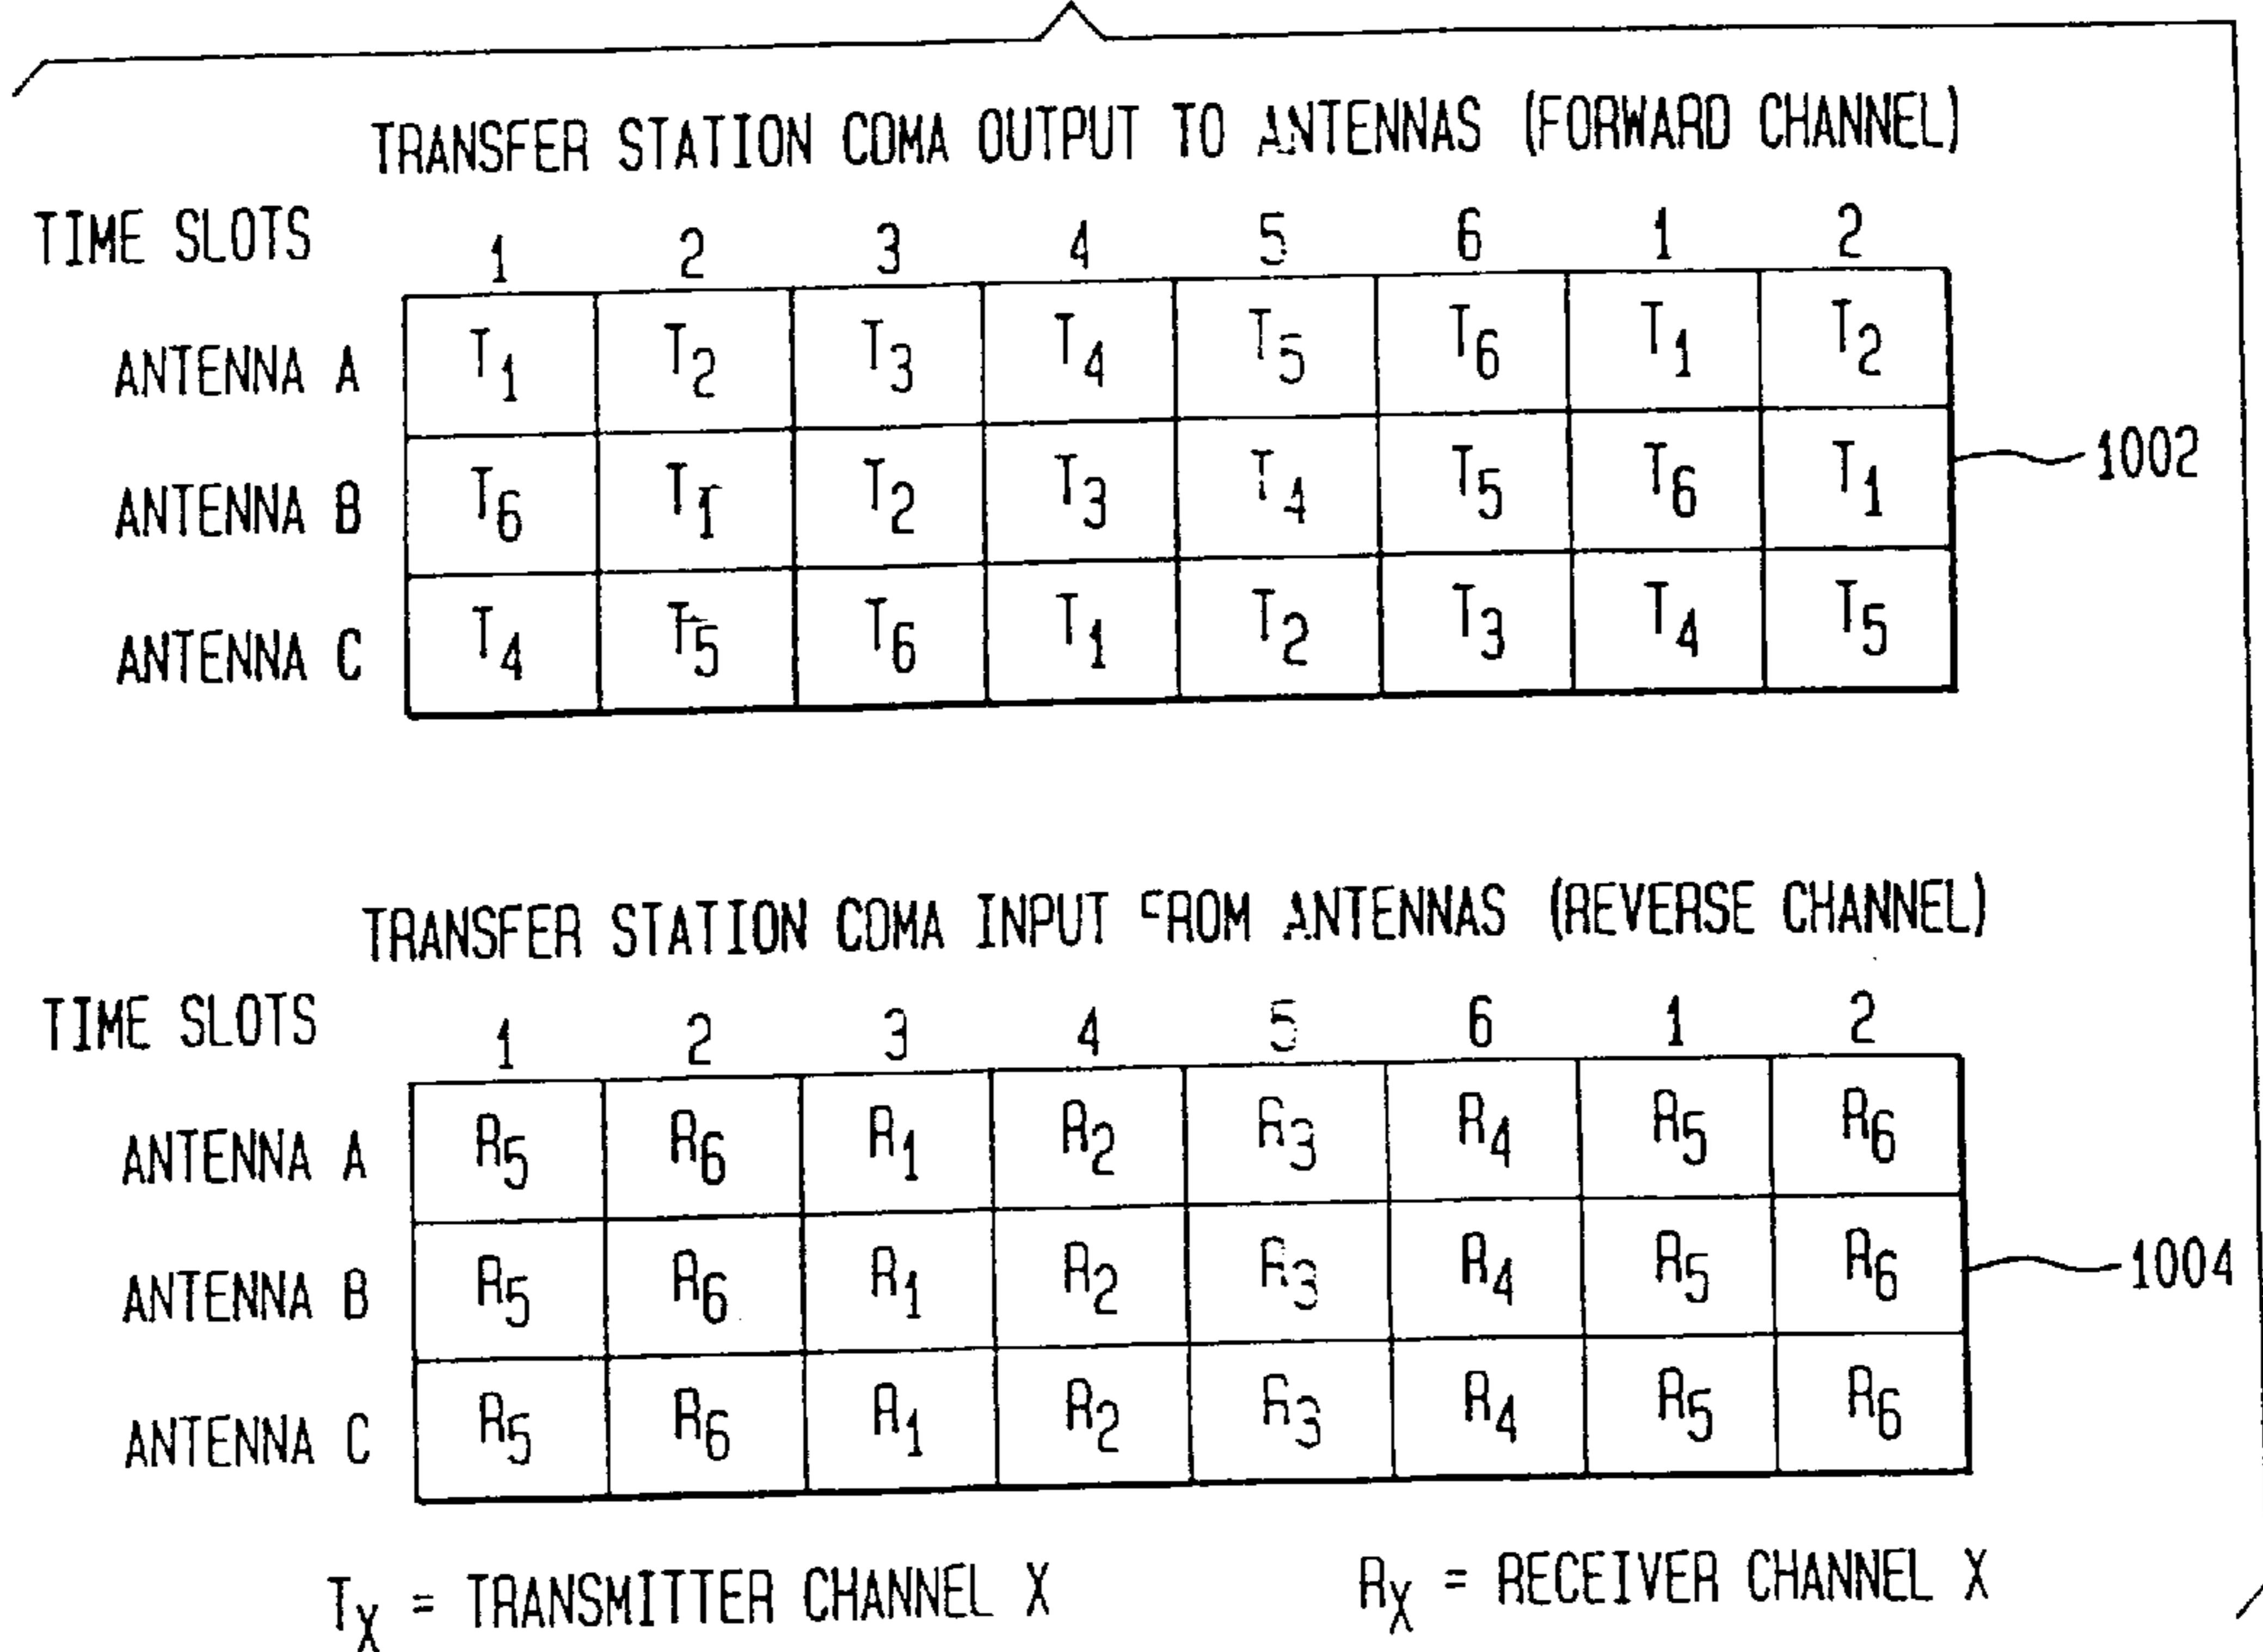 TRANSFER STATION CDMA OUTPUT TO ANTENNAS (FORWARD CHANNEL)
TIME SLOTS 1 2 3 4 5 6 1 2
ANTENNA A T1 T2 T3 T4 T5 T6 T1 T2
ANTENNA B T6 T1 T2 T3 T4 T5 T6 T1
1002
ANTENNA C T4 T5 T6 T1 T2 T3 T4 T5
TRANSFER STATION CDMA INPUT FROM ANTENNAS (REVERSE CHANNEL)
TIME SLOTS 1 2 3 4 5 6 1 2
ANTENNA A R5 R6 R1 R2 R3 R4 R5 R6
ANTENNA B R5 R6 R1 R2 R3 R4 R5 R6
1004
ANTENNA C R5 R6 R1 R2 R3 R4 R5 R6
TX = TRANSMITTER CHANNEL X
RX = RECEIVER CHANNEL X